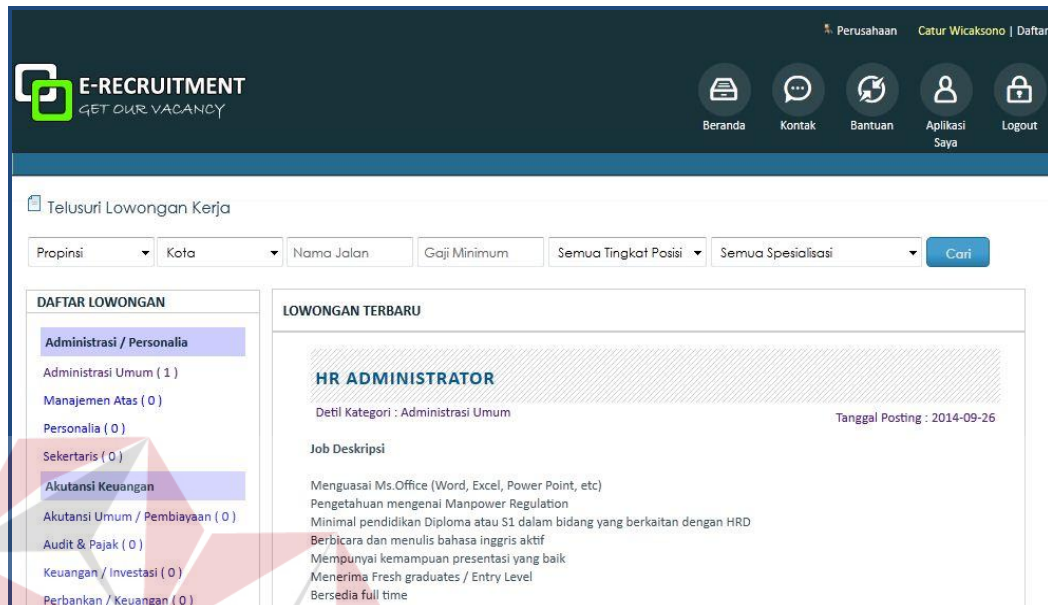 Perusahaan Catur Wicaksono | Daftar
E-RECRUITMENT
GET OUR VACANCY
Beranda
Kontak
Bantuan
Aplikasi
Saya
Logout
Telusuri Lowongan Kerja
Propinsi Kota Nama Jalan Gaji Minimum Semua Tingkat Posisi Semua Spesialisasi Cari
DAFTAR LOWONGAN
Administrasi / Personalia
Administrasi Umum ( 1 )
Manajemen Atas ( 0 )
Personalia ( 0 )
Sekertaris ( 0 )
Akutansi Keuangan
Akutansi Umum / Pembiayaan ( 0 )
Audit & Pajak ( 0 )
Keuangan / Investasi ( 0 )
Perbankan / Keuangan ( 0 )
LOWONGAN TERBARU
HR ADMINISTRATOR
Detil Kategori : Administrasi Umum
Tanggal Posting : 2014-09-26
Job Deskripsi
Menguasai Ms.Office (Word, Excel, Power Point, etc)
Pengetahuan mengenai Manpower Regulation
Minimal pendidikan Diploma atau S1 dalam bidang yang berkaitan dengan HRD
Berbicara dan menulis bahasa inggris aktif
Mempunyai kemampuan presentasi yang baik
Menerima Fresh graduates / Entry Level
Bersedia full time